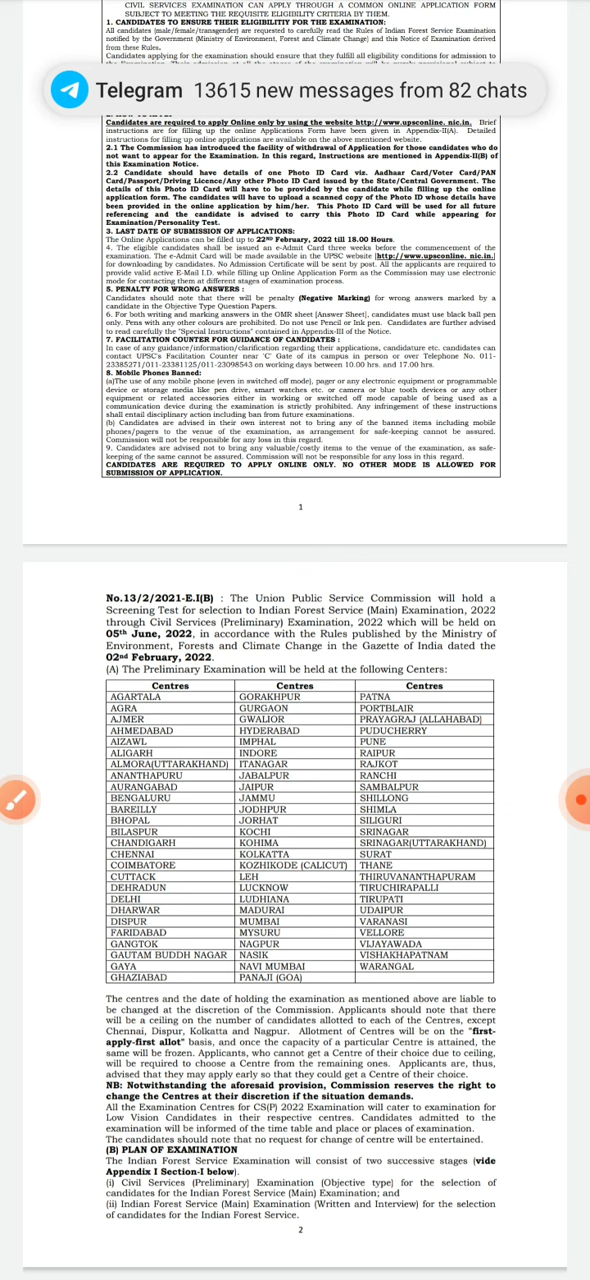 CIVIL SERVICES EXAMINATION CAN APPLY THROUGH A COMMON ONLINE APPLICATION FORM
SUBJECT TO MEETING THE REQUISITE ELIGIBILITY CRITERIA BY THEM.
1. CANDIDATES TO ENSURE THEIR ELIGIBILITIY FOR THE EXAMINATION:
All candidates (male/female/transgender) are requested to carefully read the Rules of Indian Forest Service Examination
notified by the Government (Ministry of Environment, Forest and Climate Change) and this Notice of Examination derived
from these Rules.
Candidates applying for the examination should ensure that they fulfill all eligibility conditions for admission to
Telegram 13615 new messages from 82 chats
Candidates are required to apply Online only by using the website http://www.upsconline. nic.in. Brief
instructions are for filling up the online Applications Form have been given in Appendix-II(A). Detailed
instructions for filling up online applications are available on the above mentioned website.
2.1 The Commission has introduced the facility of withdrawal of Application for those candidates who do
not want to appear for the Examination. In this regard, Instructions are mentioned in Appendix-II(B) of
this Examination Notice.
2.2 Candidate should have details of one Photo ID Card viz. Aadhaar Card/Voter Card/PAN
Card/Passport/Driving Licence/Any other Photo ID Card issued by the State/Central Government. The
details of this Photo ID Card will have to be provided by the candidate while filling up the online
application form. The candidates will have to upload a scanned copy of the Photo ID whose details have
been provided in the online application by him/her. This Photo ID Card will be used for all future
referencing and the candidate is advised to carry this Photo ID Card while appearing for
Examination/Personality Test.
3. LAST DATE OF SUBMISSION OF APPLICATIONS:
The Online Applications can be filled up to 22ND February, 2022 till 18.00 Hours.
4. The eligible candidates shall be issued an e-Admit Card three weeks before the commencement of the
examination. The e-Admit Card will be made available in the UPSC website [http://www.upsconline. nic.in.]
for downloading by candidates. No Admission Certificate will be sent by post. All the applicants are required to
provide valid active E-Mail I.D. while filling up Online Application Form as the Commission may use electronic
mode for contacting them at different stages of examination process.
5. PENALTY FOR WRONG ANSWERS :
Candidates should note that there will be penalty (Negative Marking) for wrong answers marked by a
candidate in the Objective Type Question Papers.
6. For both writing and marking answers in the OMR sheet [Answer Sheet], candidates must use black ball pen
only. Pens with any other colours are prohibited. Do not use Pencil or Ink pen. Candidates are further advised
to read carefully the "Special Instructions" contained in Appendix-III of the Notice.
7. FACILITATION COUNTER FOR GUIDANCE OF CANDIDATES :
In case of any guidance/information/clarification regarding their applications, candidature etc. candidates can
contact UPSC's Facilitation Counter near 'C' Gate of its campus in person or over Telephone No. 011-
23385271/011-23381125/011-23098543 on working days between 10.00 hrs. and 17.00 hrs.
8. Mobile Phones Banned:
(a)The use of any mobile phone (even in switched off mode), pager or any electronic equipment or programmable
device or storage media like pen drive, smart watches etc. or camera or blue tooth devices or any other
equipment or related accessories either in working or switched off mode capable of being used as a
communication device during the examination is strictly prohibited. Any infringement of these instructions
shall entail disciplinary action including ban from future examinations.
(b) Candidates are advised in their own interest not to bring any of the banned items including mobile
phones/pagers to the venue of the examination, as arrangement for safe-keeping cannot be assured.
Commission will not be responsible for any loss in this regard.
9. Candidates are advised not to bring any valuable/costly items to the venue of the examination, as safe-
keeping of the same cannot be assured. Commission will not be responsible for any loss in this regard.
CANDIDATES ARE REQUIRED TO APPLY ONLINE ONLY. NO OTHER MODE IS ALLOWED FOR
SUBMISSION OF APPLICATION.
1
No.13/2/2021-E.I(B) : The Union Public Service Commission will hold a
Screening Test for selection to Indian Forest Service (Main) Examination, 2022
through Civil Services (Preliminary) Examination, 2022 which will be held on
05th June, 2022, in accordance with the Rules published by the Ministry of
Environment, Forests and Climate Change in the Gazette of India dated the
02nd February, 2022.
(A) The Preliminary Examination will be held at the following Centers:
Centres Centres Centres
AGARTALA GORAKHPUR PATNA
AGRA GURGAON PORTBLAIR
AJMER GWALIOR PRAYAGRAJ (ALLAHABAD)
AHMEDABAD HYDERABAD PUDUCHERRY
AIZAWL IMPHAL PUNE
ALIGARH INDORE RAIPUR
ALMORA(UTTARAKHAND) ITANAGAR RAJKOT
ANANTHAPURU JABALPUR RANCHI
AURANGABAD JAIPUR SAMBALPUR
BENGALURU JAMMU SHILLONG
BAREILLY JODHPUR SHIMLA
BHOPAL JORHAT SILIGURI
BILASPUR KOCHI SRINAGAR
CHANDIGARH KOHIMA SRINAGAR(UTTARAKHAND)
CHENNAI KOLKATTA SURAT
COIMBATORE KOZHIKODE (CALICUT) THANE
CUTTACK LEH THIRUVANANTHAPURAM
DEHRADUN LUCKNOW TIRUCHIRAPALLI
DELHI LUDHIANA TIRUPATI
DHARWAR MADURAI UDAIPUR
DISPUR MUMBAI VARANASI
FARIDABAD MYSURU VELLORE
GANGTOK NAGPUR VIJAYAWADA
GAUTAM BUDDH NAGAR NASIK VISHAKHAPATNAM
GAYA NAVI MUMBAI WARANGAL
GHAZIABAD PANAJI (GOA)
The centres and the date of holding the examination as mentioned above are liable to
be changed at the discretion of the Commission. Applicants should note that there
will be a ceiling on the number of candidates allotted to each of the Centres, except
Chennai, Dispur, Kolkatta and Nagpur. Allotment of Centres will be on the "first-
apply-first allot" basis, and once the capacity of a particular Centre is attained, the
same will be frozen. Applicants, who cannot get a Centre of their choice due to ceiling,
will be required to choose a Centre from the remaining ones. Applicants are, thus,
advised that they may apply early so that they could get a Centre of their choice.
NB: Notwithstanding the aforesaid provision, Commission reserves the right to
change the Centres at their discretion if the situation demands.
All the Examination Centres for CS(P) 2022 Examination will cater to examination for
Low Vision Candidates in their respective centres. Candidates admitted to the
examination will be informed of the time table and place or places of examination.
The candidates should note that no request for change of centre will be entertained.
(B) PLAN OF EXAMINATION
The Indian Forest Service Examination will consist of two successive stages (vide
Appendix I Section-I below).
(i) Civil Services (Preliminary) Examination (Objective type) for the selection of
candidates for the Indian Forest Service (Main) Examination; and
(ii) Indian Forest Service (Main) Examination (Written and Interview) for the selection
of candidates for the Indian Forest Service.
2